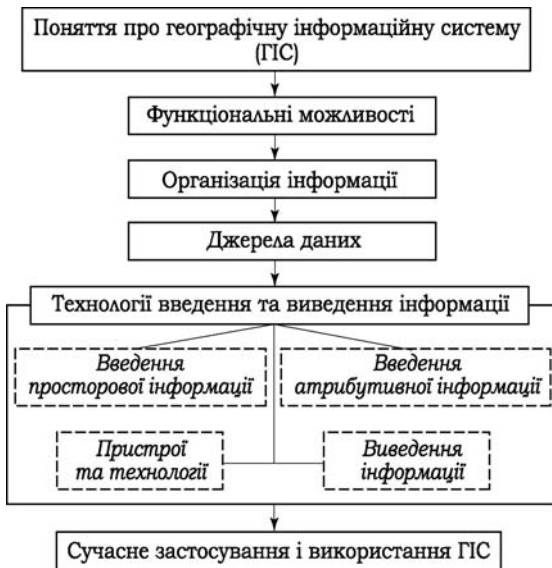 Поняття про географічну інформаційну систему
(ГІС)
Функціональні можливості
Організація інформації
Джерела даних
Технології введення та виведення інформації
Введення
просторової інформації
Введення
атрибутивної інформації
Пристрої
та технології
Виведення
інформації
Сучасне застосування і використання ГІС